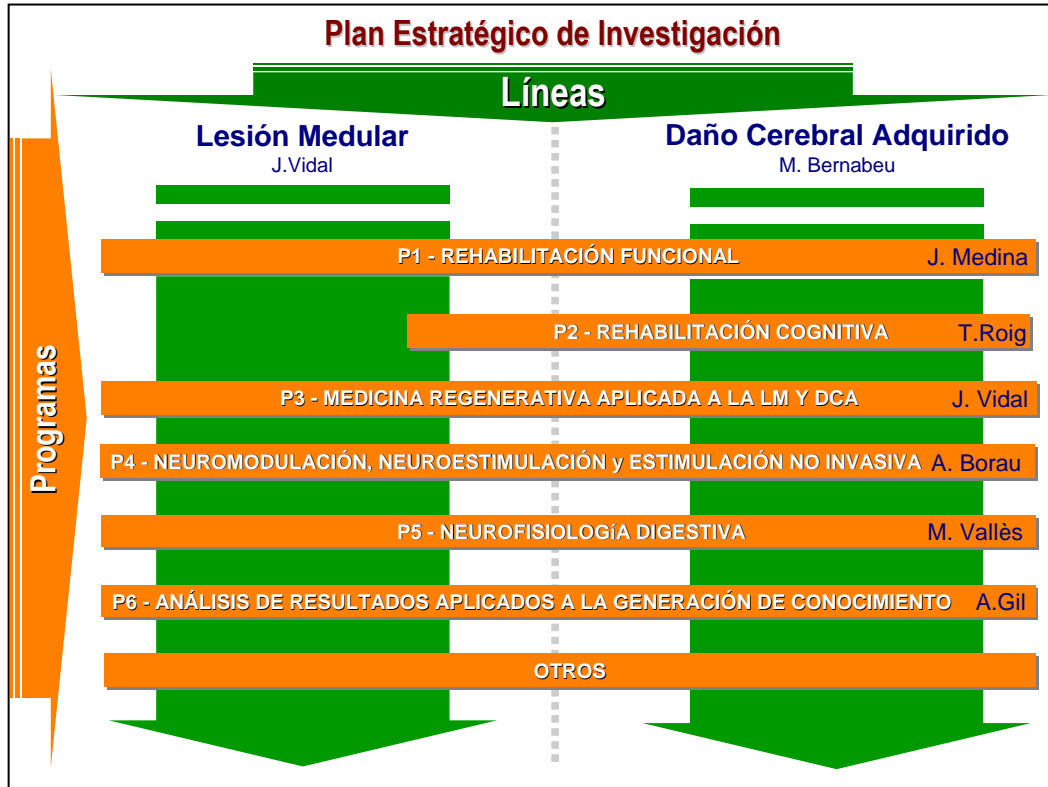 Plan Estratégico de Investigación
Líneas
Lesión Medular
J.Vidal
Daño Cerebral Adquirido
M. Bernabeu
Programas
P1 - REHABILITACIÓN FUNCIONAL J. Medina
P2 - REHABILITACIÓN COGNITIVA T.Roig
P3 - MEDICINA REGENERATIVA APLICADA A LA LM Y DCA J. Vidal
P4 - NEUROMODULACIÓN, NEUROESTIMULACIÓN y ESTIMULACIÓN NO INVASIVA A. Borau
P5 - NEUROFISIOLOGíA DIGESTIVA M. Vallès
P6 - ANÁLISIS DE RESULTADOS APLICADOS A LA GENERACIÓN DE CONOCIMIENTO A.Gil
OTROS